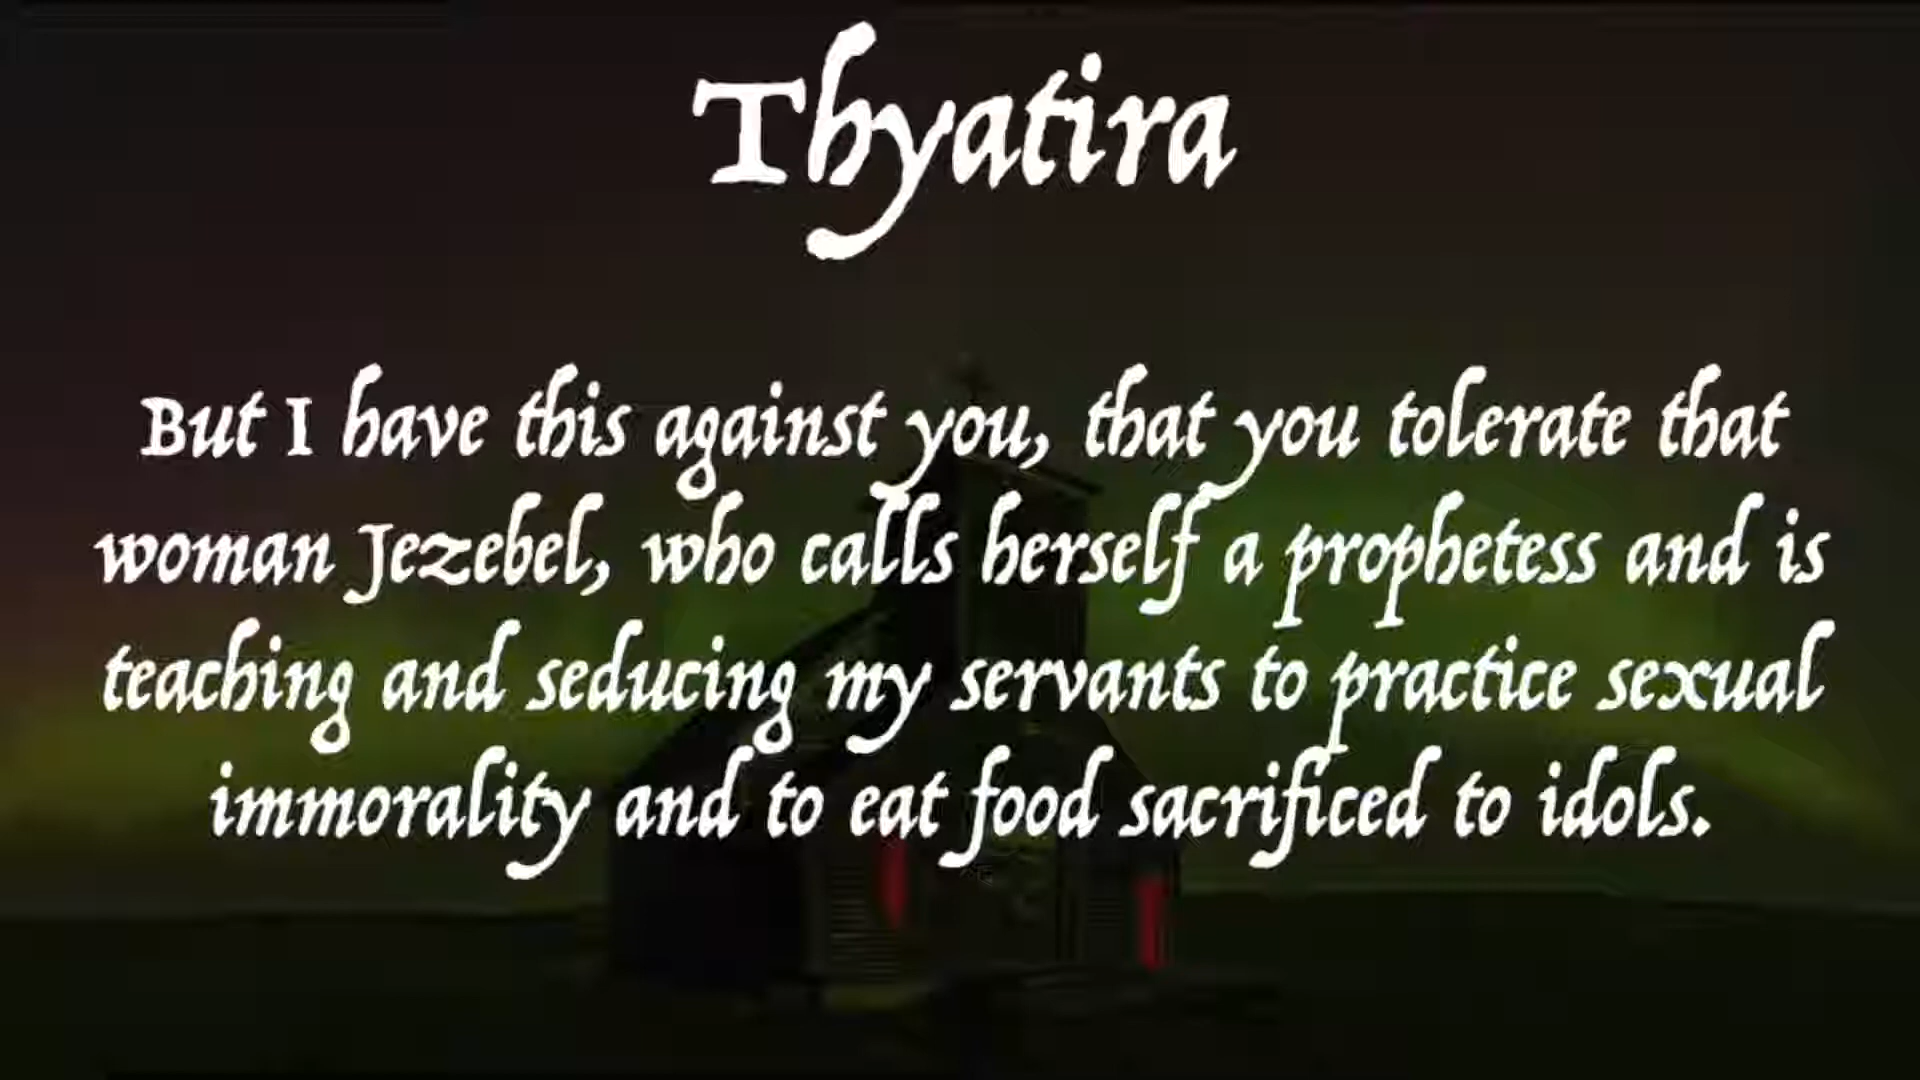 Thyatira
But I have this against you, that you tolerate that
woman Jezebel, who calls herself a prophetess and is
teaching and seducing my servants to practice sexual
immorality and to eat food sacrificed to idols.